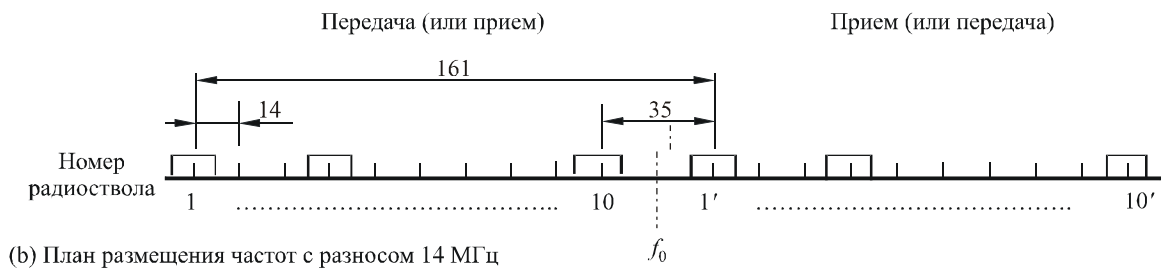 Передача (или прием) Прием (или передача)
161
14 35
Номер
радиоствола
1 ........................................................ 10 1′ ........................................................ 10′
f0
(b) План размещения частот с разносом 14 МГц